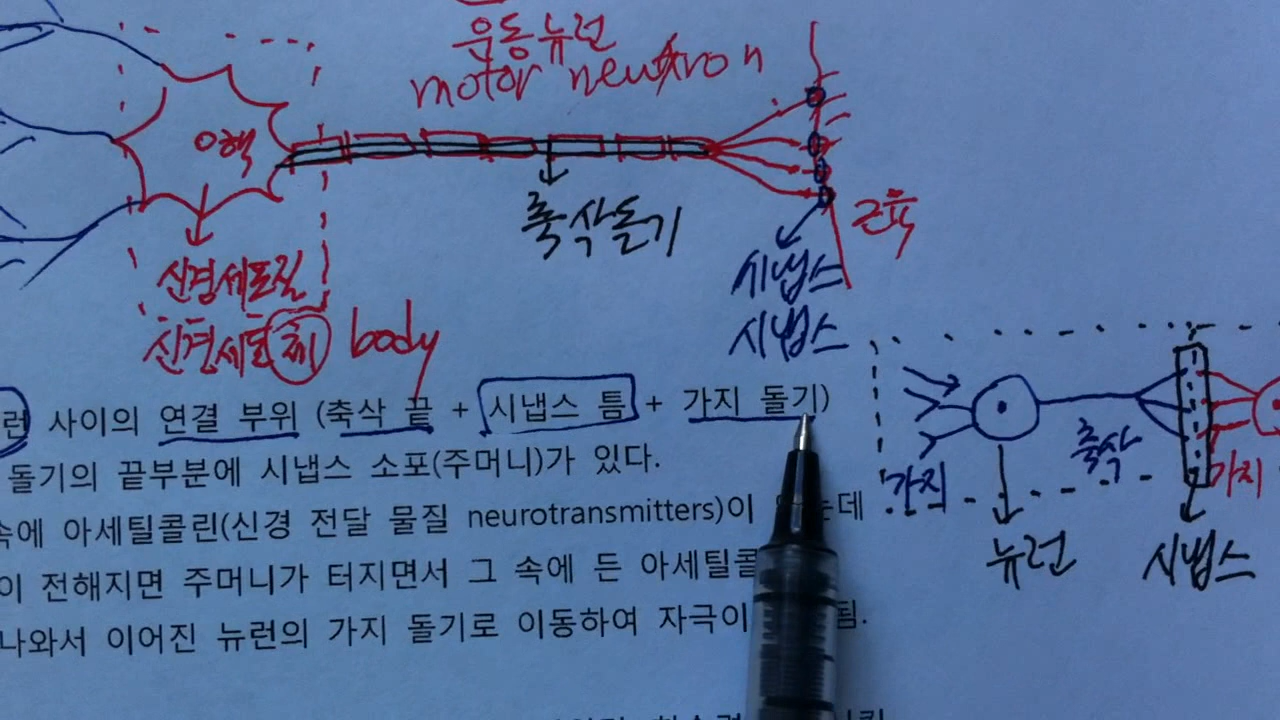 운동뉴런
motor neutron
핵
축삭돌기
근육
신경세포질
시냅스
신경세포체 body
시냅스
런 사이의 연결 부위 (축삭 끝 + 시냅스 틈 + 가지 돌기)
돌기의 끝부분에 시냅스 소포(주머니)가 있다.
축삭
가지
가지
속에 아세틸콜린(신경 전달 물질 neurotransmitters)이 는데
뉴런
시냅스
이 전해지면 주머니가 터지면서 그 속에 든 아세틸콜
나와서 이어진 뉴런의 가지 돌기로 이동하여 자극이 됨.